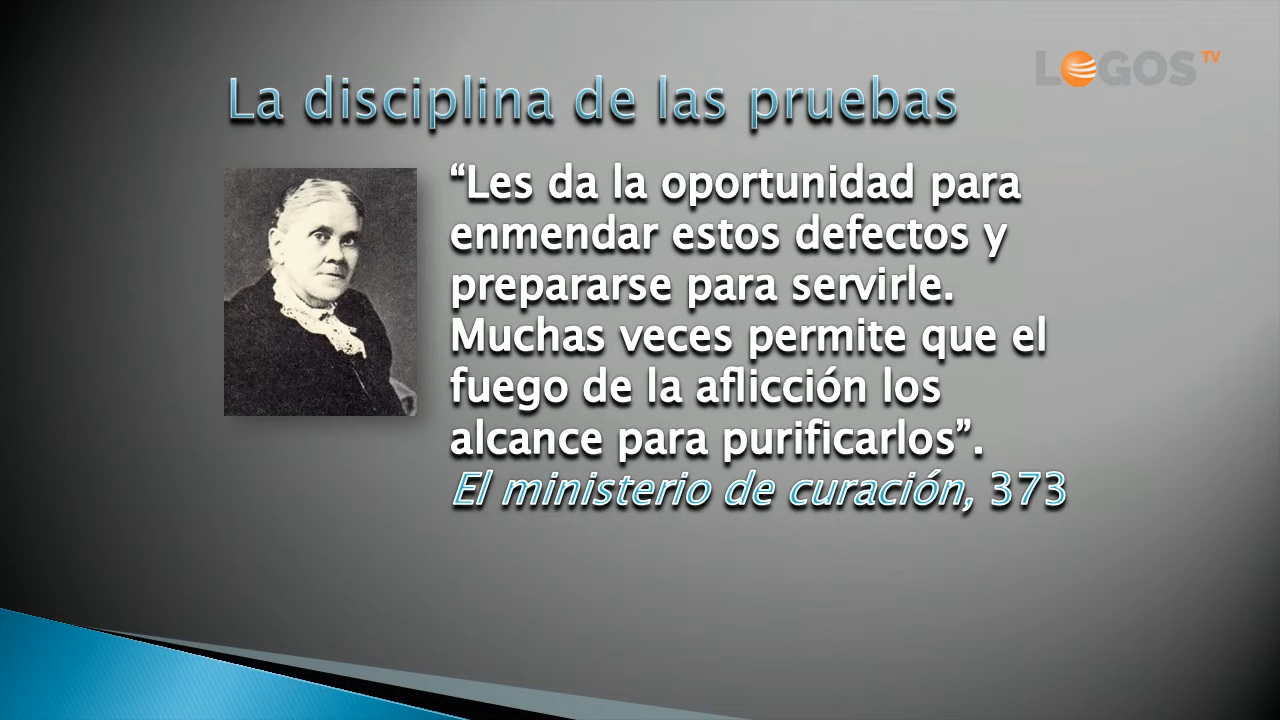 LOGOS TV
La disciplina de las pruebas
“Les da la oportunidad para
enmendar estos defectos y
prepararse para servirle.
Muchas veces permite que el
fuego de la aflicción los
alcance para purificarlos”.
El ministerio de curación, 373